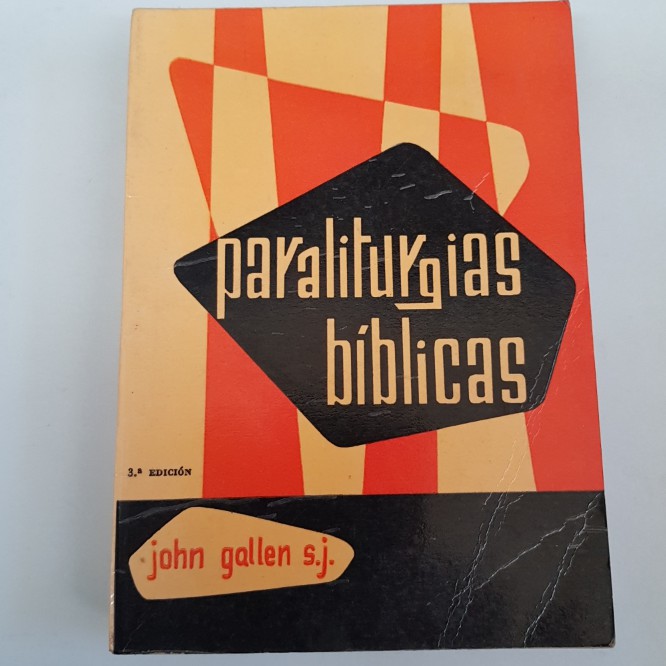 paraliturgias
bíblicas
3.ª EDICIÓN
john gallen s.j.